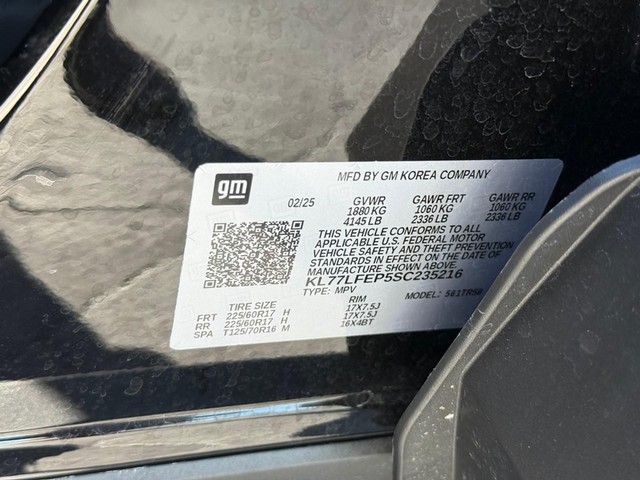 gm
MFD BY GM KOREA COMPANY
02/25 GVWR GAWR FRT GAWR RR
1880 KG 1060 KG 1060 KG
4145 LB 2336 LB 2336 LB
THIS VEHICLE CONFORMS TO ALL
APPLICABLE U.S. FEDERAL MOTOR
VEHICLE SAFETY AND THEFT PREVENTION
STANDARDS IN EFFECT ON THE DATE OF
MANUFACTURE SHOWN ABOVE.
KL77LFEP5SC235216
TYPE: MPV MODEL:
TIRE SIZE RIM
FRT 225/60R17 H 17X7.5J
RR 225/60R17 H 17X7.5J
SPA T125/70R16 M 16X4BT